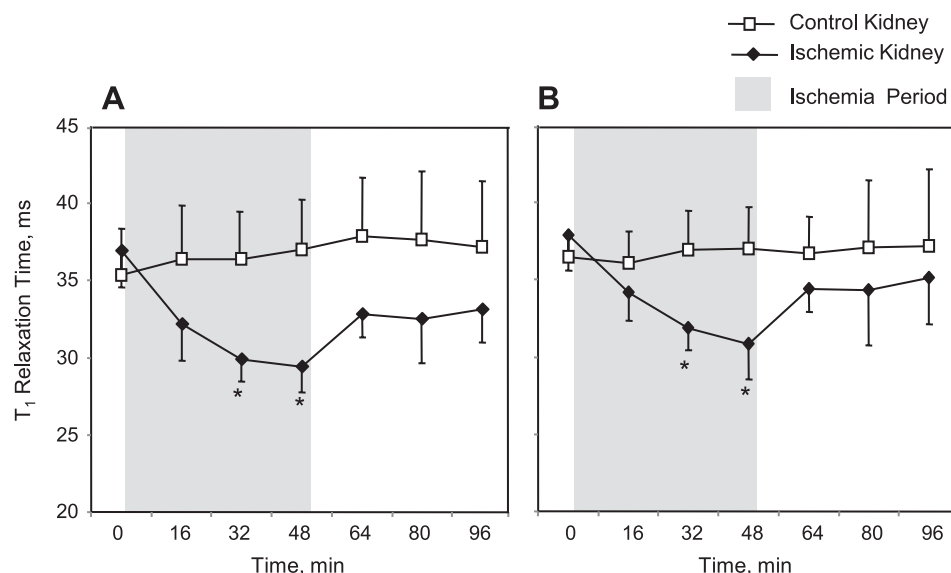 Control Kidney
Ischemic Kidney
Ischemia Period
A
B
T₁ Relaxation Time, ms
45
40
35
30
25
20
*
*
*
*
0 16 32 48 64 80 96
0 16 32 48 64 80 96
Time, min
Time, min